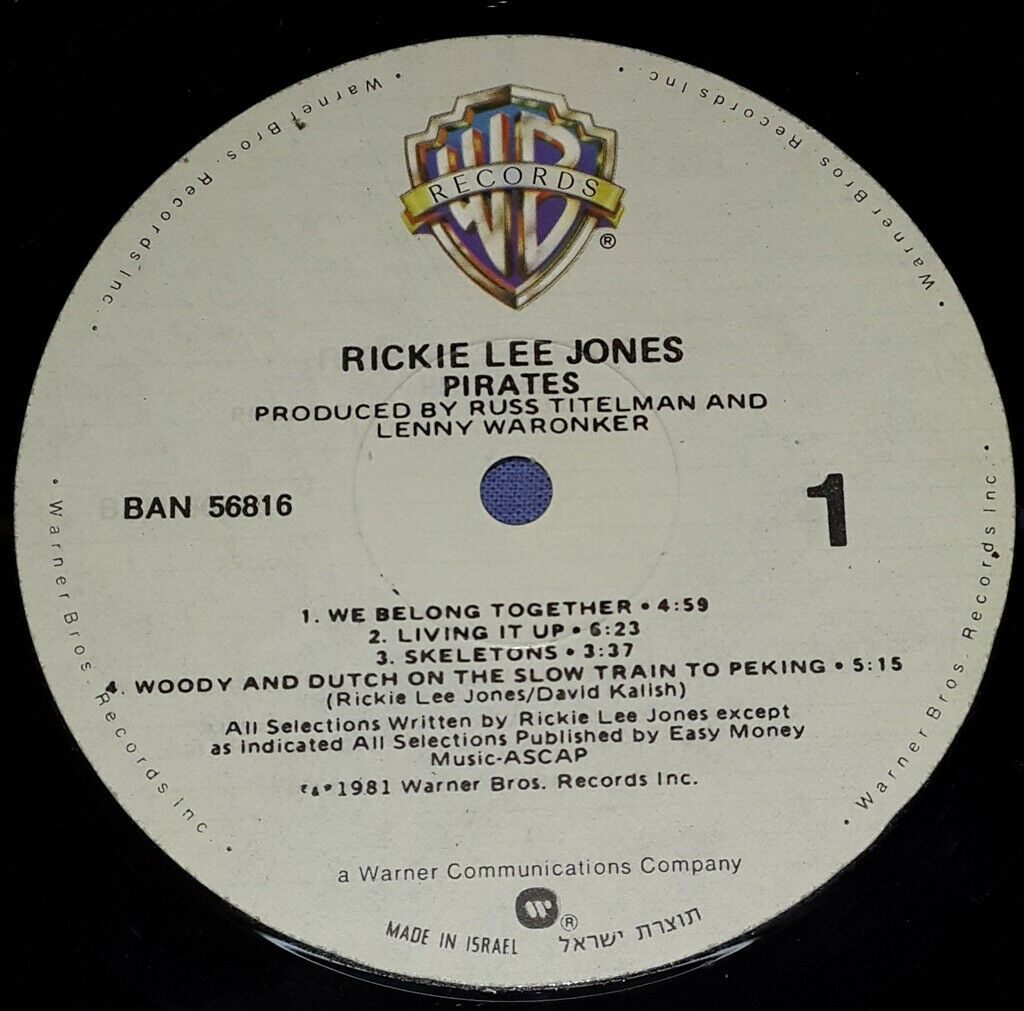 • Warner Bros. Records Inc. •
• Warner Bros. Records Inc. •
WB
RECORDS
®
RICKIE LEE JONES
PIRATES
PRODUCED BY RUSS TITELMAN AND
LENNY WARONKER
BAN 56816
1
1. WE BELONG TOGETHER • 4:59
2. LIVING IT UP • 6:23
3. SKELETONS • 3:37
4. WOODY AND DUTCH ON THE SLOW TRAIN TO PEKING • 5:15
(Rickie Lee Jones/David Kalish)
All Selections Written by Rickie Lee Jones except
as indicated All Selections Published by Easy Money
Music-ASCAP
©&℗1981 Warner Bros. Records Inc.
• Warner Bros. Records Inc. •
• Warner Bros. Records Inc. •
a Warner Communications Company
W ®
MADE IN ISRAEL תוצרת ישראל